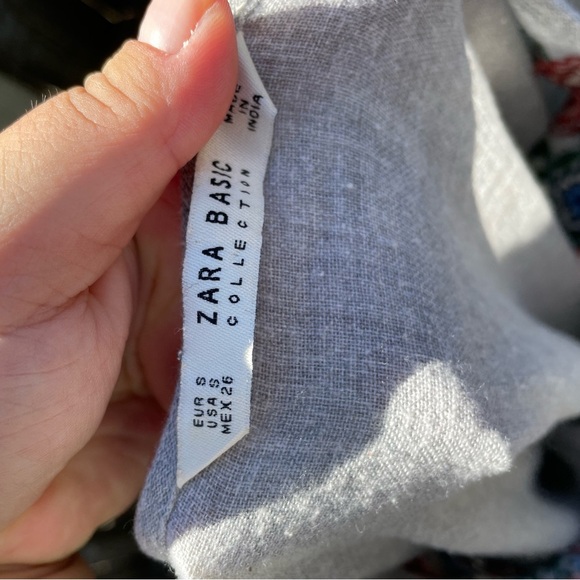 ZARA BASIC
COLLECTION
MADE
IN
INDIA
EUR S
USA S
MEX 26